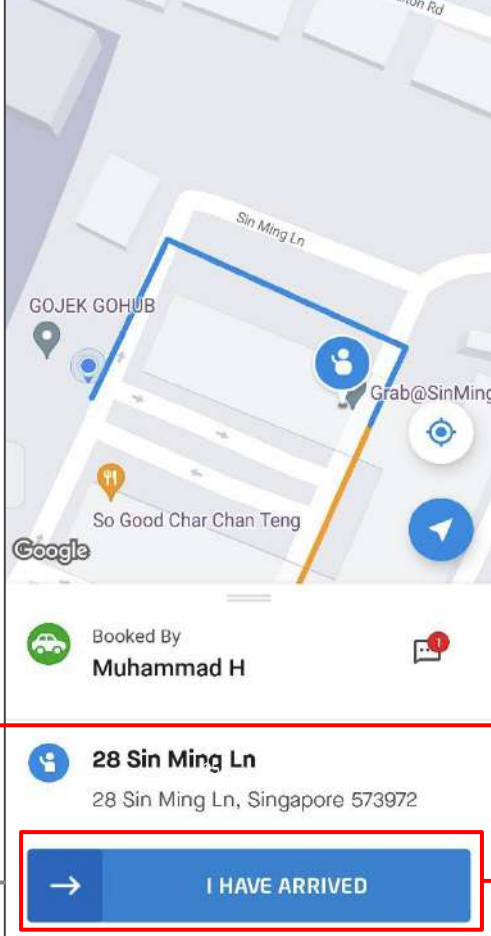 Sin Ming Ln
GOJEK GOHUB
Grab@SinMing
So Good Char Chan Teng
Google
Booked By
Muhammad H
1
28 Sin Ming Ln
28 Sin Ming Ln, Singapore 573972
I HAVE ARRIVED